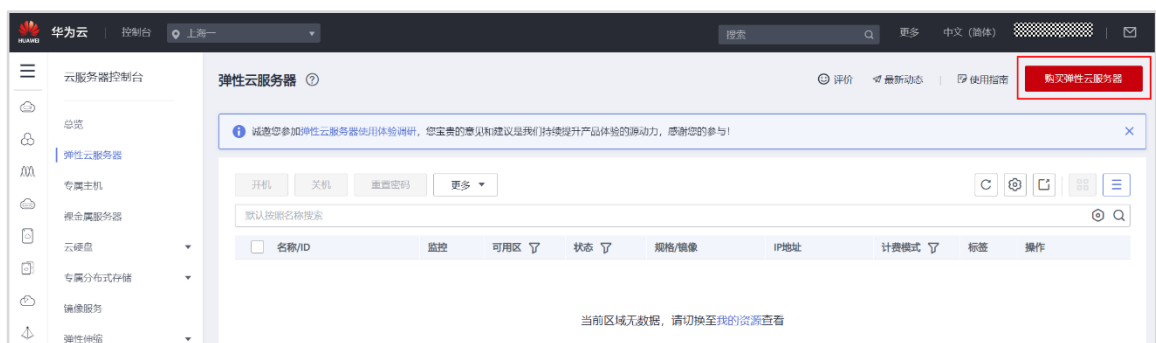 HUAWEI 华为云 控制台 上海一 搜索 更多 中文 (简体)
云服务器控制台
弹性云服务器 ? 评价 最新动态 使用指南 购买弹性云服务器
总览
诚邀您参加弹性云服务器使用体验调研，您宝贵的意见和建议是我们持续提升产品体验的源动力，感谢您的参与!
弹性云服务器
专属主机
开机 关机 重置密码 更多
裸金属服务器
默认按照名称搜索
云硬盘
名称/ID 监控 可用区 状态 规格/镜像 IP地址 计费模式 标签 操作
专属分布式存储
镜像服务
当前区域无数据，请切换至我的资源查看
弹性伸缩